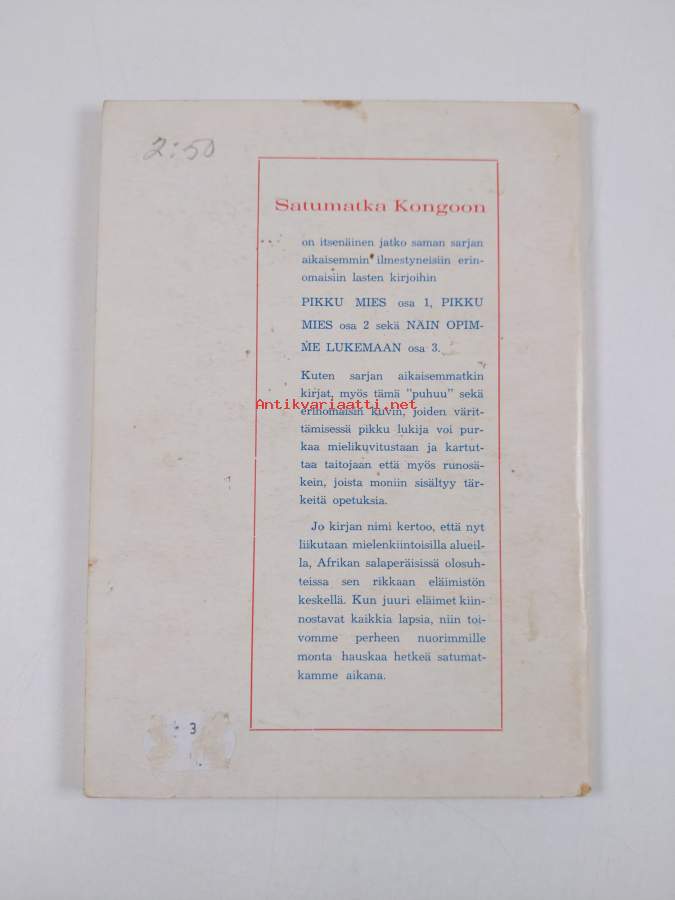 2:50
Satumatka Kongoon
on itsenäinen jatko saman sarjan
aikaisemmin ilmestyneisiin erin-
omaisiin lasten kirjoihin
PIKKU MIES osa 1, PIKKU
MIES osa 2 sekä NÄIN OPIM-
ME LUKEMAAN osa 3.
Kuten sarjan aikaisemmatkin
kirjat, myös tämä "puhuu" sekä
Antikvariaatti.net
erinomaisin kuvin, joiden värit-
tämisessä pikku lukija voi pur-
kaa mielikuvitustaan ja kartut-
taa taitojaan että myös runosä-
kein, joista moniin sisältyy tär-
keitä opetuksia.
Jo kirjan nimi kertoo, että nyt
liikutaan mielenkiintoisilla alueil-
la, Afrikan salaperäisissä olosuh-
teissa sen rikkaan eläimistön
keskellä. Kun juuri eläimet kiin-
nostavat kaikkia lapsia, niin toi-
vomme perheen nuorimmille
monta hauskaa hetkeä satumat-
kamme aikana.
3